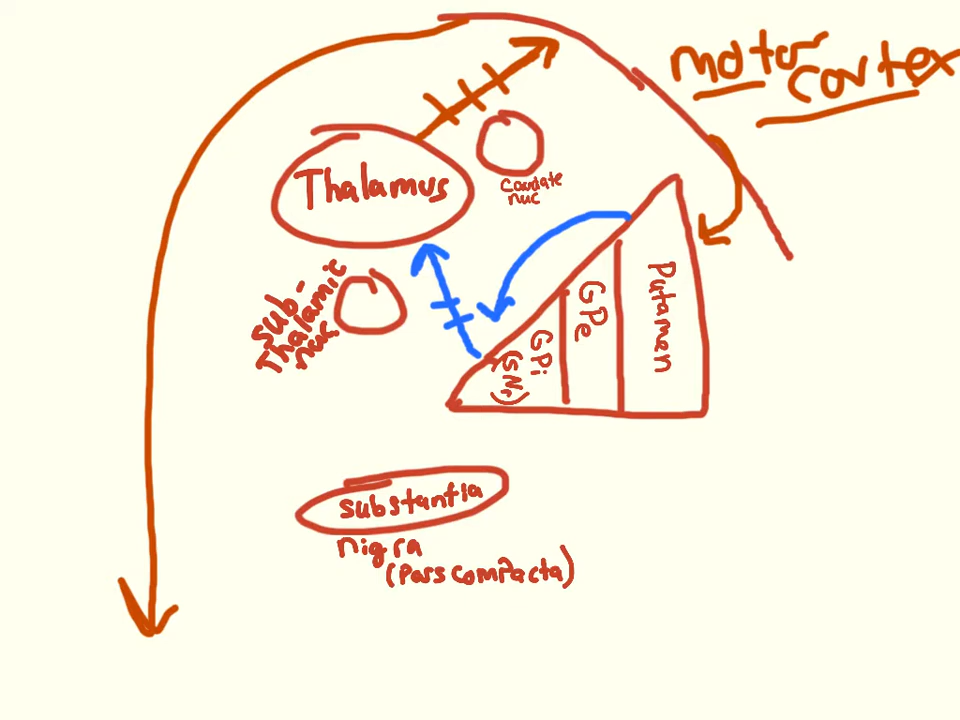 motor
cortex
Thalamus
Caudate
nuc
Sub-
Thalamic
nuc
Putamen
GPe
GPi
(SNr)
Substantia
nigra
(Pars compacta)